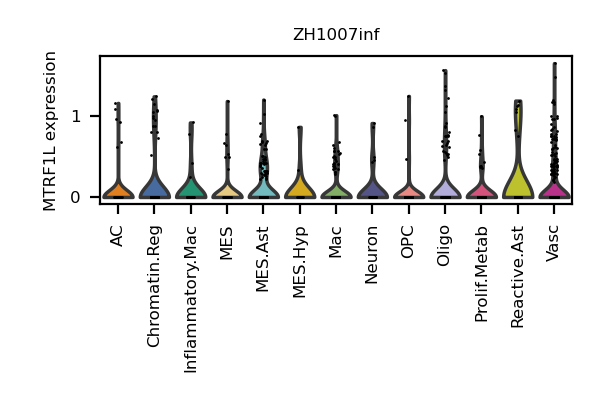 ZH1007inf
MTRF1L expression
1
0
AC
Chromatin.Reg
Inflammatory.Mac
MES
MES.Ast
MES.Hyp
Mac
Neuron
OPC
Oligo
Prolif.Metab
Reactive.Ast
Vasc